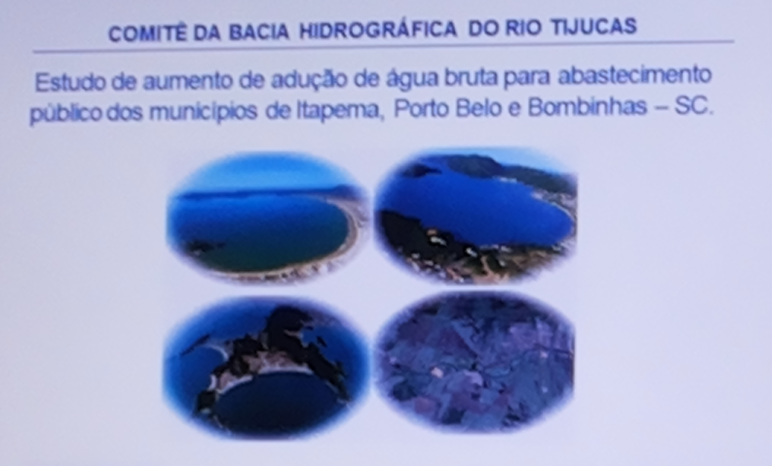 COMITÊ DA BACIA HIDROGRÁFICA DO RIO TIJUCAS
Estudo de aumento de adução de água bruta para abastecimento
público dos municípios de Itapema, Porto Belo e Bombinhas – SC.